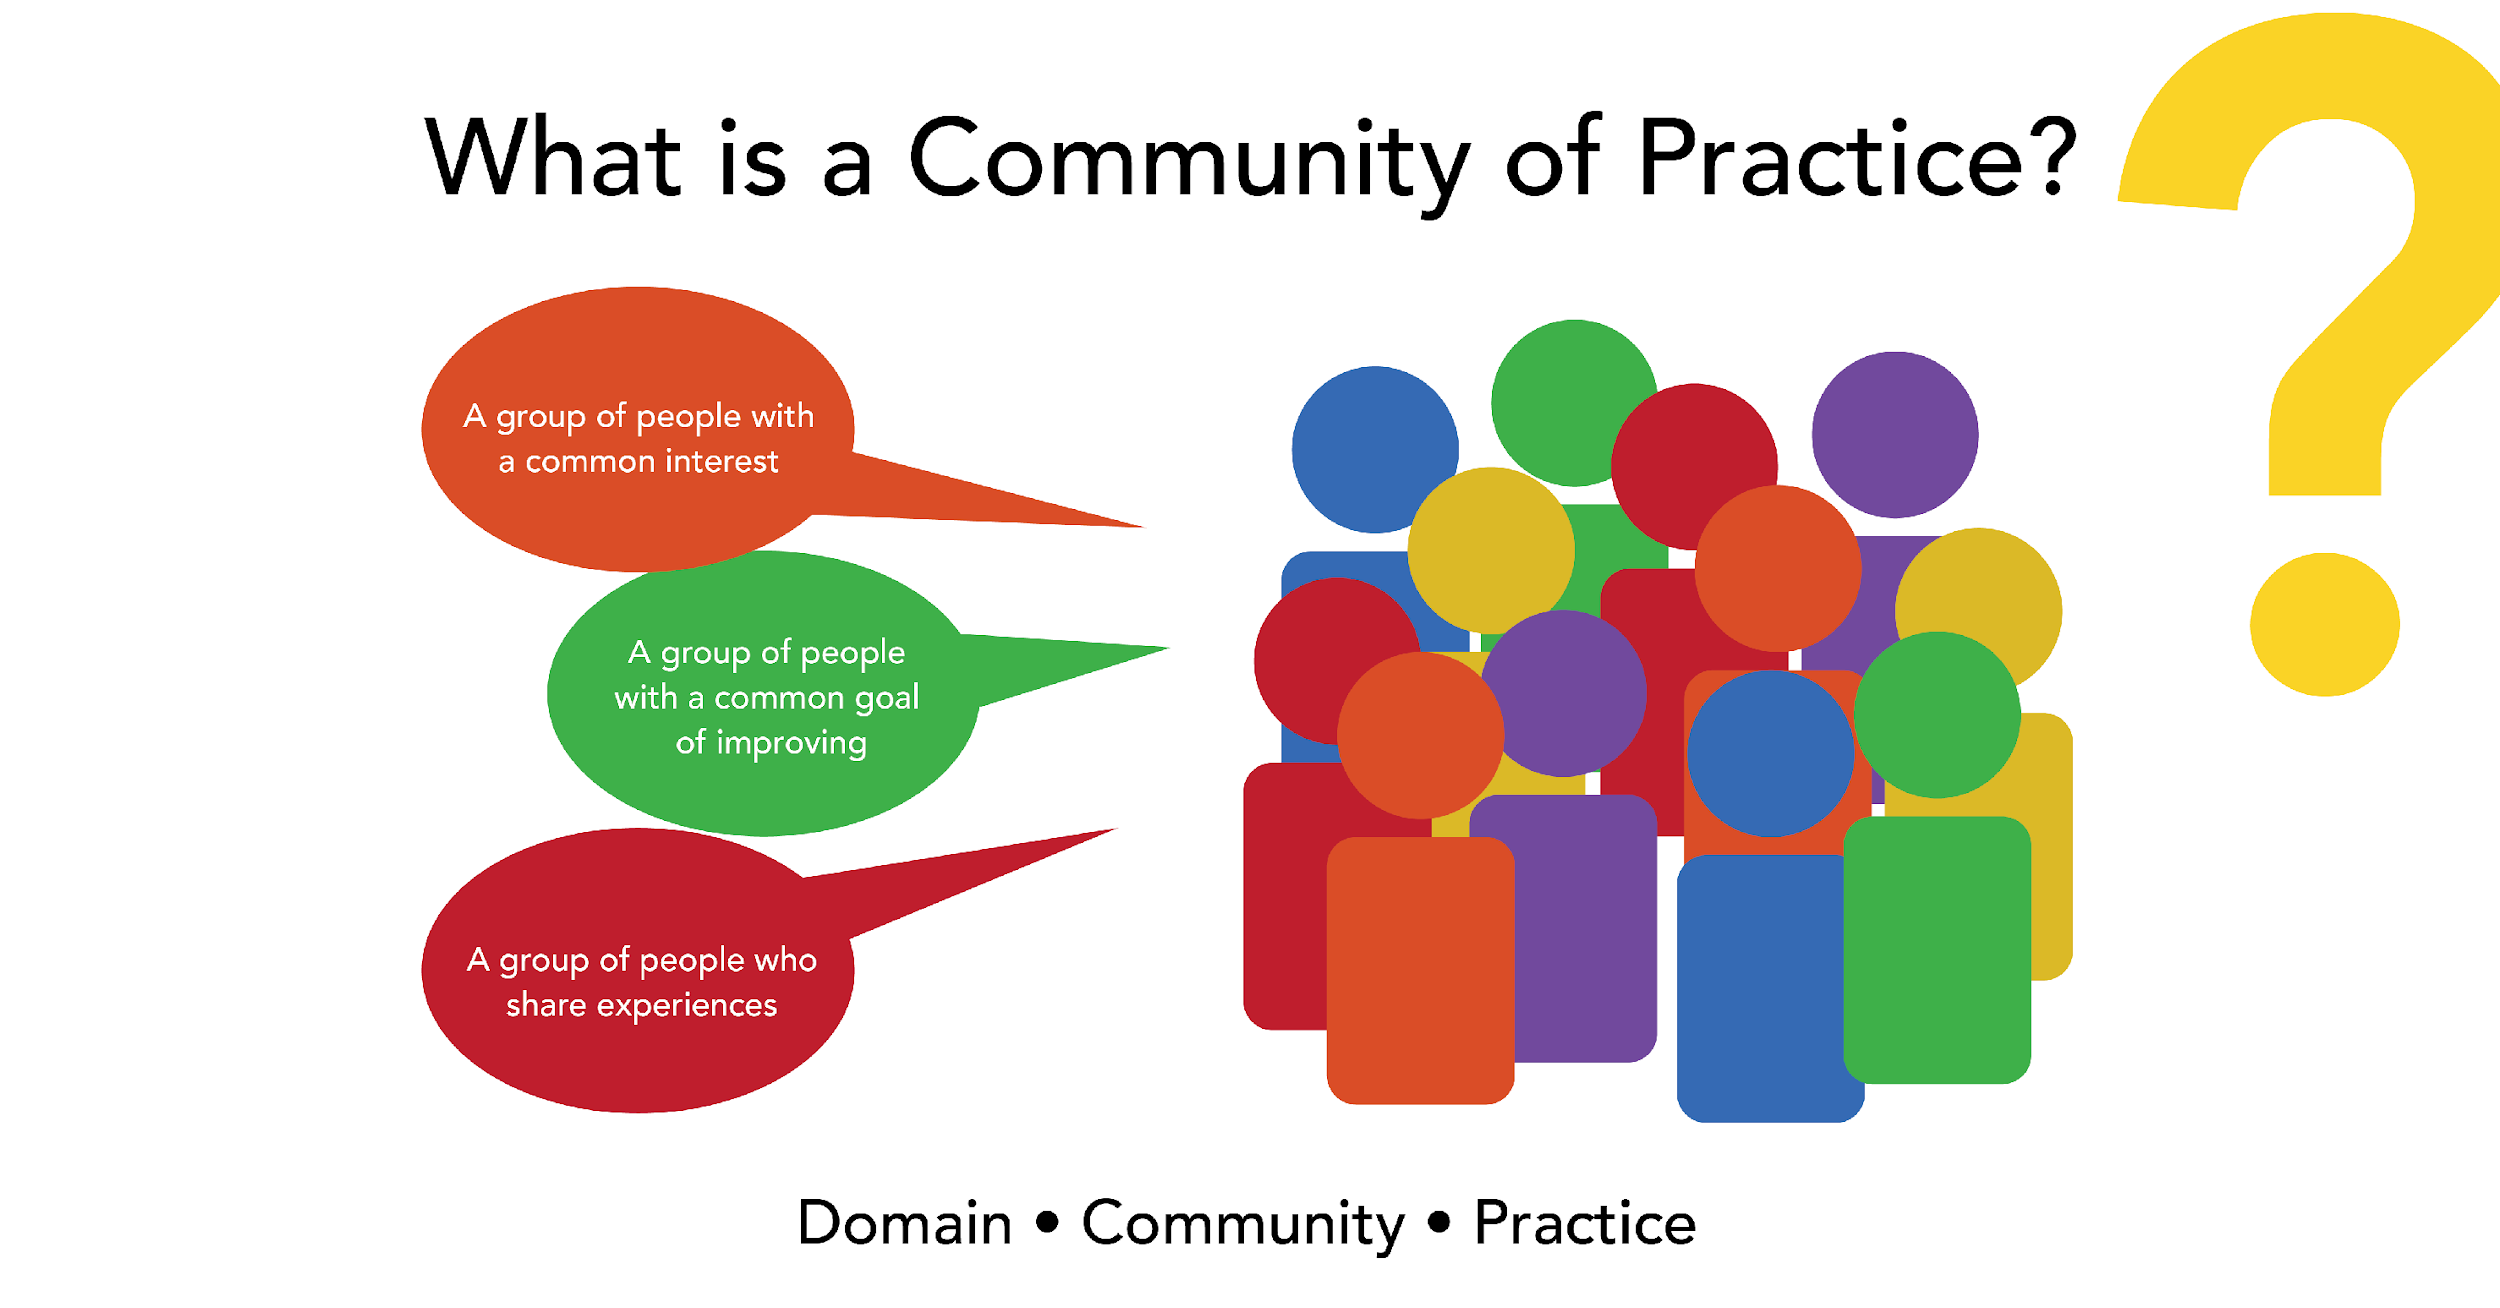 What is a Community of Practice?
A group of people with
a common interest
A group of people
with a common goal
of improving
A group of people who
share experiences
Domain • Community • Practice
?